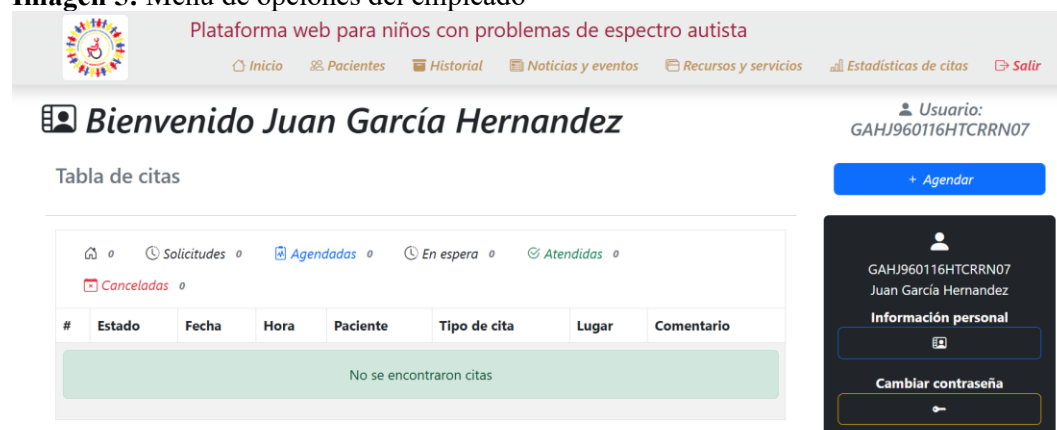 Imagen 3. Menú de opciones del empleado
Plataforma web para niños con problemas de espectro autista
Inicio Pacientes Historial Noticias y eventos Recursos y servicios Estadísticas de citas Salir
Bienvenido Juan García Hernandez
Usuario:
GAHJ960116HTCRRN07
Tabla de citas
+ Agendar
0 Solicitudes 0 Agendadas 0 En espera 0 Atendidas 0
Canceladas 0
# Estado Fecha Hora Paciente Tipo de cita Lugar Comentario
No se encontraron citas
GAHJ960116HTCRRN07
Juan García Hernandez
Información personal
Cambiar contraseña